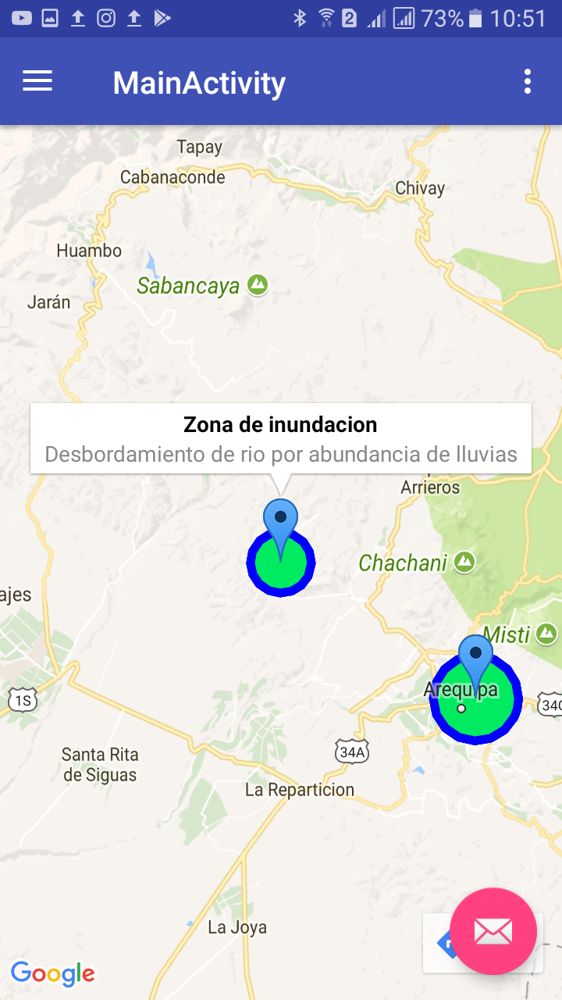 2 73% 10:51
MainActivity
Tapay
Cabanaconde
Chivay
Huambo
Sabancaya
Jarán
Zona de inundacion
Desbordamiento de rio por abundancia de lluvias
Arrieros
Chachani
ajes
Misti
Arequipa
1S
34C
34A
Santa Rita
de Siguas
La Reparticion
La Joya
Google